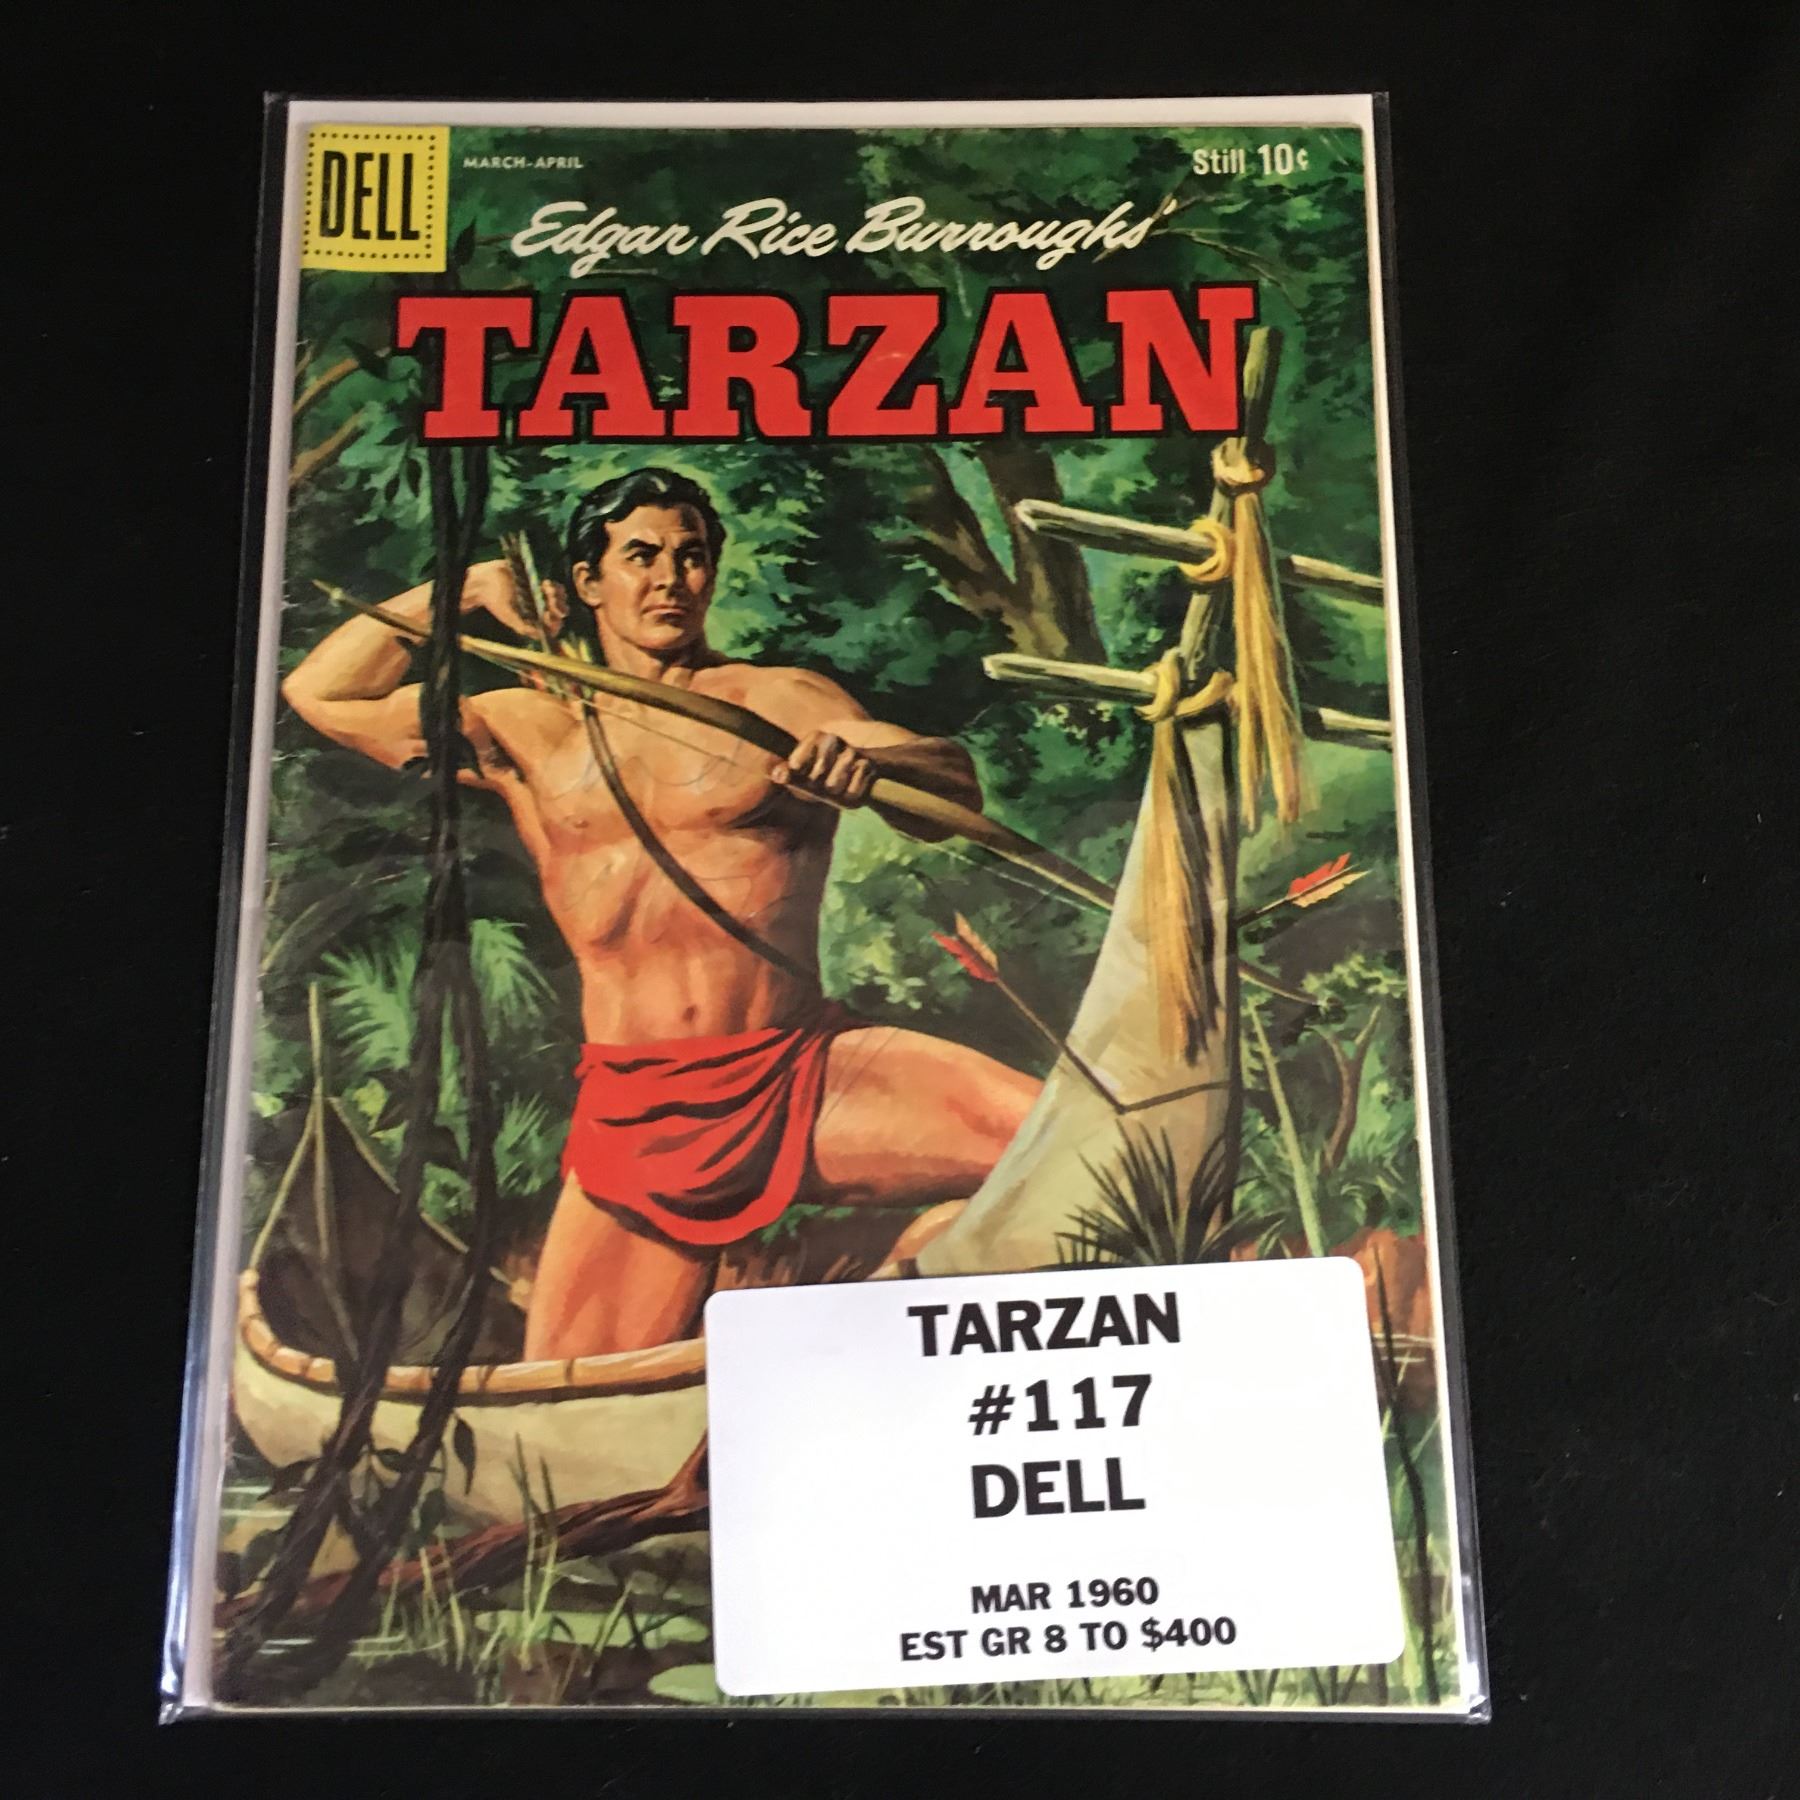 DELL
MARCH-APRIL
Still 10¢
Edgar Rice Burroughs'
TARZAN
TARZAN
#117
DELL
MAR 1960
EST GR 8 TO $400